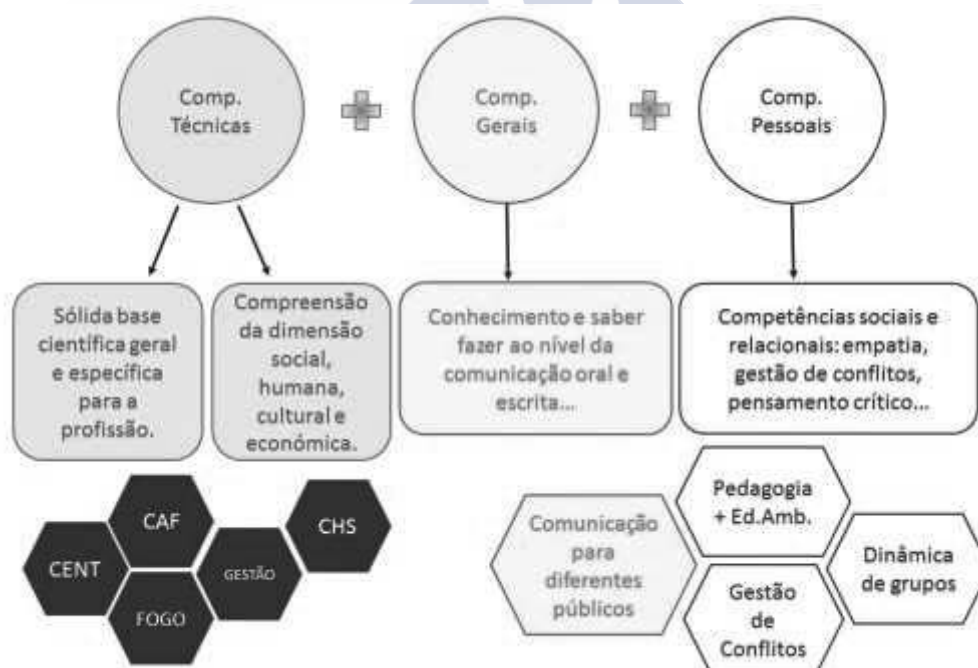 Comp.
Técnicas
Comp.
Gerais
Comp.
Pessoais
Sólida base
científica geral
e específica
para a
profissão.
Compreensão
da dimensão
social,
humana,
cultural e
económica.
Conhecimento e saber
fazer ao nível da
comunicação oral e
escrita...
Competências sociais e
relacionais: empatia,
gestão de conflitos,
pensamento crítico...
CENT
CAF
FOGO
GESTÃO
CHS
Comunicação
para
diferentes
públicos
Pedagogia
+ Ed.Amb.
Gestão
de
Conflitos
Dinâmica
de grupos